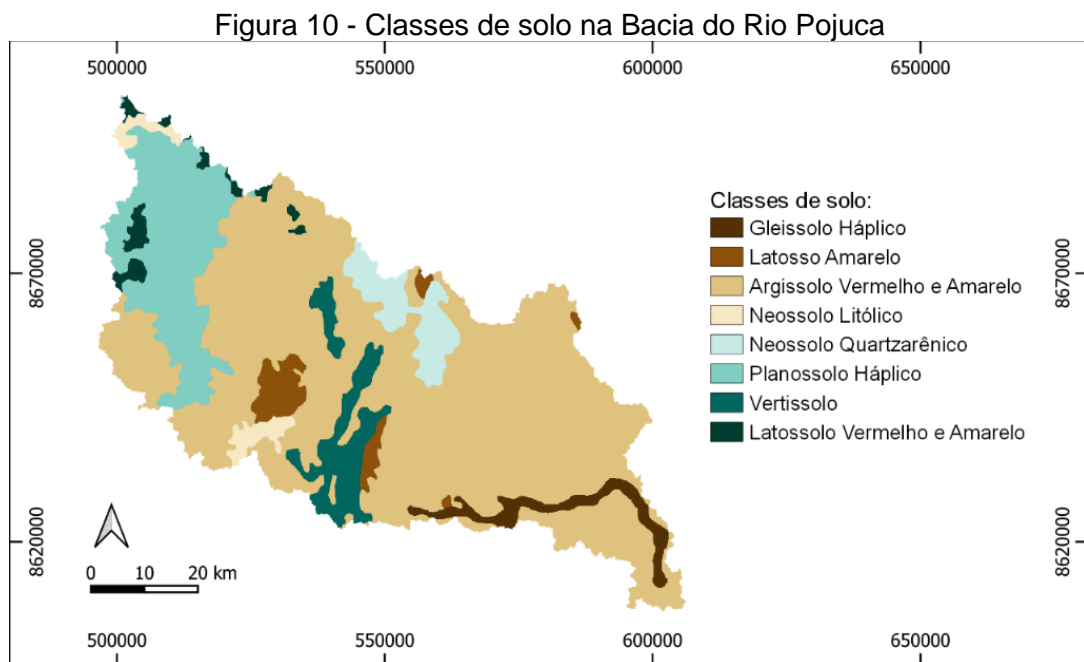 Figura 10 - Classes de solo na Bacia do Rio Pojuca
500000 550000 600000 650000
8670000 8670000
Classes de solo:
Gleissolo Háplico
Latosso Amarelo
Argissolo Vermelho e Amarelo
Neossolo Litólico
Neossolo Quartzarênico
Planossolo Háplico
Vertissolo
Latossolo Vermelho e Amarelo
8620000 8620000
0 10 20 km
500000 550000 600000 650000